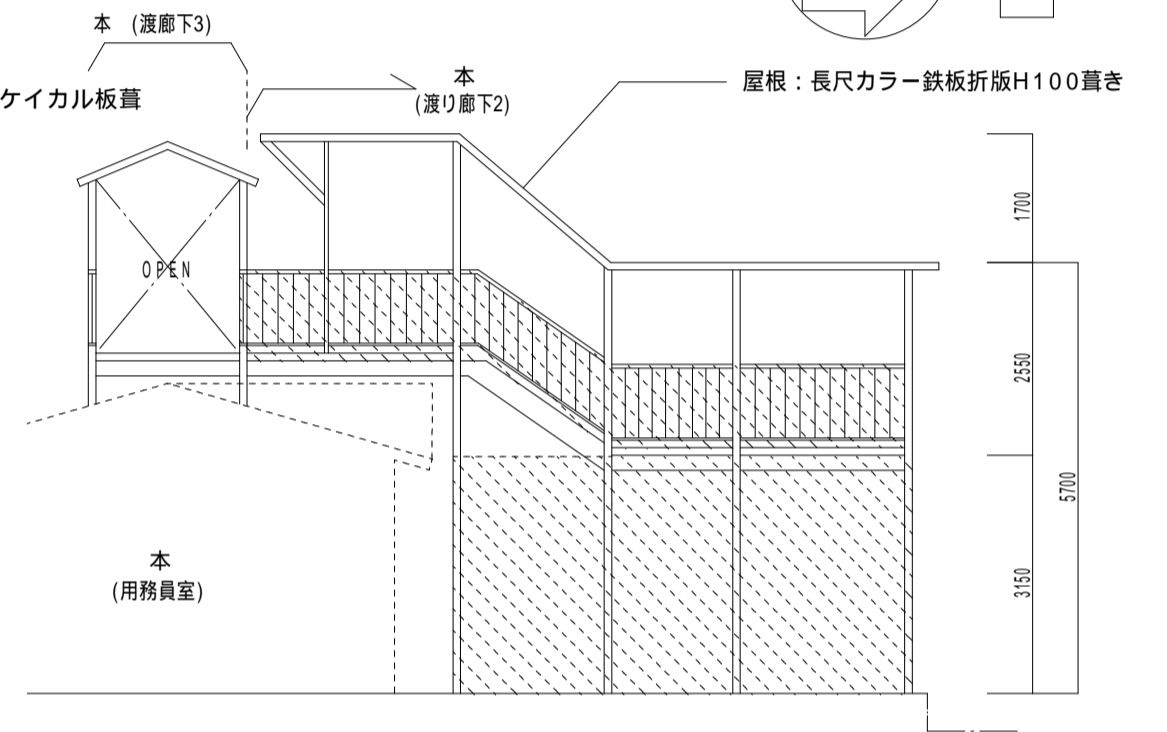 本 (渡廊下3)
ケイカル板葺
本
(渡り廊下2)
屋根：長尺カラー鉄板折版H100葺き
OPEN
1700
2550
5700
3150
本
(用務員室)